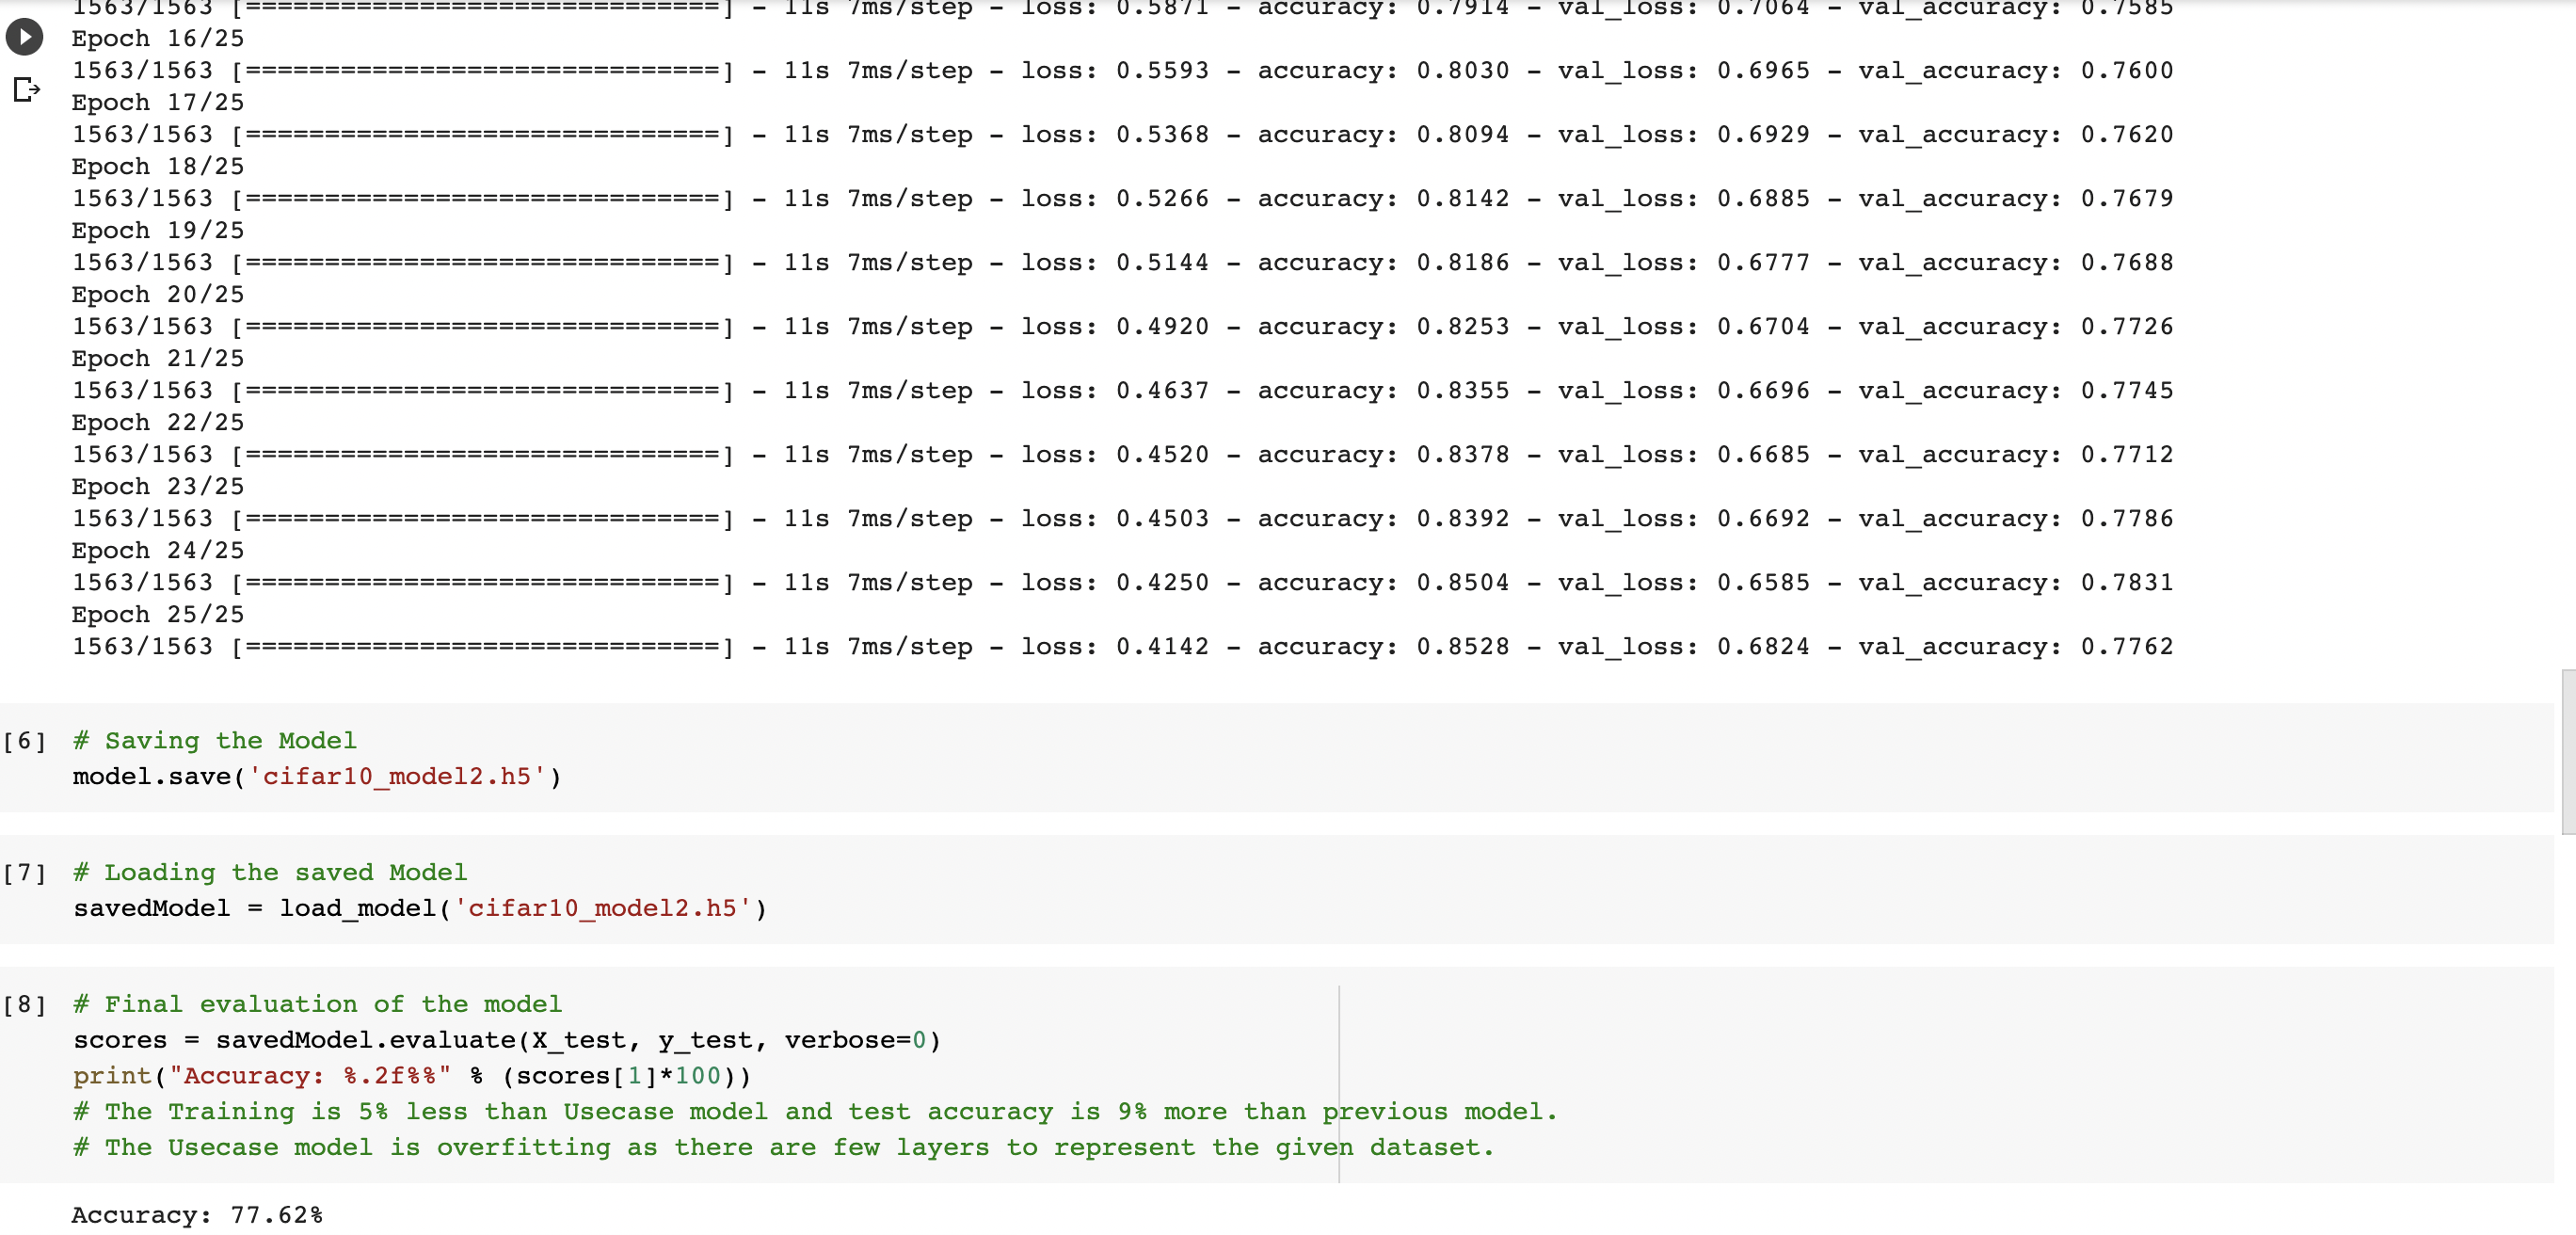 1563/1563 [==============================] - 11s 7ms/step - loss: 0.5871 - accuracy: 0.7914 - val_loss: 0.7064 - val_accuracy: 0.7585
Epoch 16/25
1563/1563 [==============================] - 11s 7ms/step - loss: 0.5593 - accuracy: 0.8030 - val_loss: 0.6965 - val_accuracy: 0.7600
Epoch 17/25
1563/1563 [==============================] - 11s 7ms/step - loss: 0.5368 - accuracy: 0.8094 - val_loss: 0.6929 - val_accuracy: 0.7620
Epoch 18/25
1563/1563 [==============================] - 11s 7ms/step - loss: 0.5266 - accuracy: 0.8142 - val_loss: 0.6885 - val_accuracy: 0.7679
Epoch 19/25
1563/1563 [==============================] - 11s 7ms/step - loss: 0.5144 - accuracy: 0.8186 - val_loss: 0.6777 - val_accuracy: 0.7688
Epoch 20/25
1563/1563 [==============================] - 11s 7ms/step - loss: 0.4920 - accuracy: 0.8253 - val_loss: 0.6704 - val_accuracy: 0.7726
Epoch 21/25
1563/1563 [==============================] - 11s 7ms/step - loss: 0.4637 - accuracy: 0.8355 - val_loss: 0.6696 - val_accuracy: 0.7745
Epoch 22/25
1563/1563 [==============================] - 11s 7ms/step - loss: 0.4520 - accuracy: 0.8378 - val_loss: 0.6685 - val_accuracy: 0.7712
Epoch 23/25
1563/1563 [==============================] - 11s 7ms/step - loss: 0.4503 - accuracy: 0.8392 - val_loss: 0.6692 - val_accuracy: 0.7786
Epoch 24/25
1563/1563 [==============================] - 11s 7ms/step - loss: 0.4250 - accuracy: 0.8504 - val_loss: 0.6585 - val_accuracy: 0.7831
Epoch 25/25
1563/1563 [==============================] - 11s 7ms/step - loss: 0.4142 - accuracy: 0.8528 - val_loss: 0.6824 - val_accuracy: 0.7762
[6] # Saving the Model
model.save('cifar10_model2.h5')
[7] # Loading the saved Model
savedModel = load_model('cifar10_model2.h5')
[8] # Final evaluation of the model
scores = savedModel.evaluate(X_test, y_test, verbose=0)
print("Accuracy: %.2f%%" % (scores[1]*100))
# The Training is 5% less than Usecase model and test accuracy is 9% more than previous model.
# The Usecase model is overfitting as there are few layers to represent the given dataset.
Accuracy: 77.62%